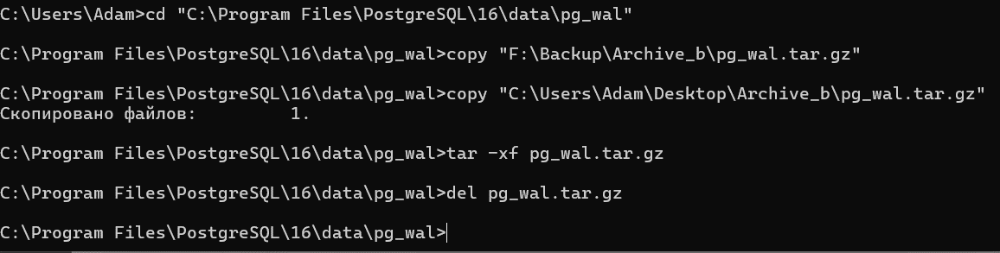 C:\Users\Adam>cd "C:\Program Files\PostgreSQL\16\data\pg_wal"
C:\Program Files\PostgreSQL\16\data\pg_wal>copy "F:\Backup\Archive_b\pg_wal.tar.gz"
C:\Program Files\PostgreSQL\16\data\pg_wal>copy "C:\Users\Adam\Desktop\Archive_b\pg_wal.tar.gz"
Скопировано файлов:         1.
C:\Program Files\PostgreSQL\16\data\pg_wal>tar -xf pg_wal.tar.gz
C:\Program Files\PostgreSQL\16\data\pg_wal>del pg_wal.tar.gz
C:\Program Files\PostgreSQL\16\data\pg_wal>